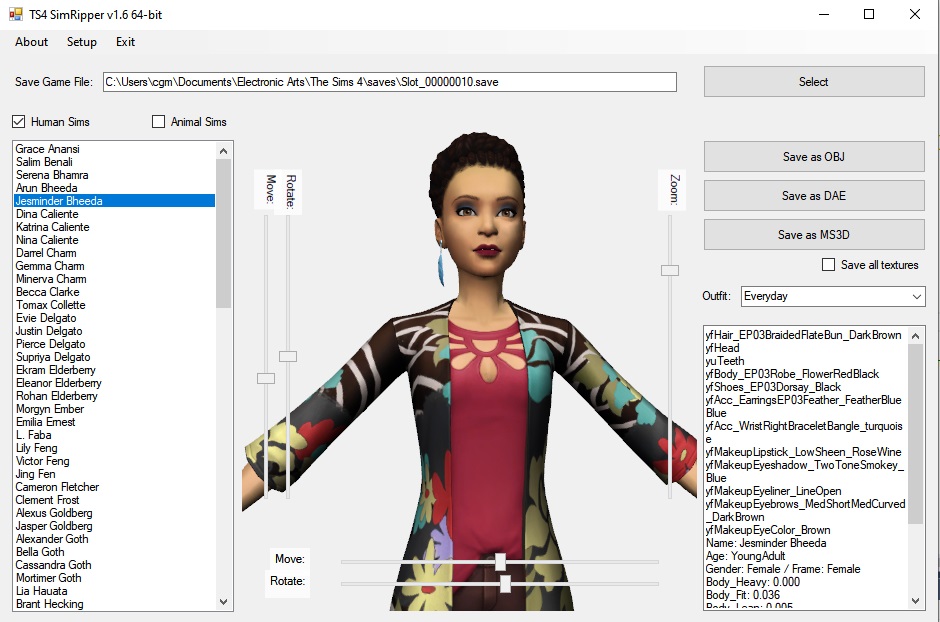 TS4 SimRipper v1.6 64-bit
About Setup Exit
Save Game File: C:\Users\cgm\Documents\Electronic Arts\The Sims 4\saves\Slot_00000010.save Select
Human Sims Animal Sims
Grace Anansi
Salim Benali
Serena Bhamra
Arun Bheeda
Jesminder Bheeda
Dina Caliente
Katrina Caliente
Nina Caliente
Darrel Charm
Gemma Charm
Minerva Charm
Becca Clarke
Tomax Collette
Evie Delgato
Justin Delgato
Pierce Delgato
Supriya Delgato
Ekram Elderberry
Eleanor Elderberry
Rohan Elderberry
Morgyn Ember
Emilia Ernest
L. Faba
Lily Feng
Victor Feng
Jing Fen
Cameron Fletcher
Clement Frost
Alexus Goldberg
Jasper Goldberg
Alexander Goth
Bella Goth
Cassandra Goth
Mortimer Goth
Lia Hauata
Brant Hecking
Move:
Rotate:
Zoom:
Move:
Rotate:
Save as OBJ
Save as DAE
Save as MS3D
Save all textures
Outfit: Everyday
yfHair_EP03BraidedFlateBun_DarkBrown
yfHead
yuTeeth
yfBody_EP03Robe_FlowerRedBlack
yfShoes_EP03Dorsay_Black
yfAcc_EarringsEP03Feather_FeatherBlue
Blue
yfAcc_WristRightBraceletBangle_turquois
e
yfMakeupLipstick_LowSheen_RoseWine
yfMakeupEyeshadow_TwoToneSmokey_
Blue
yfMakeupEyeliner_LineOpen
yfMakeupEyebrows_MedShortMedCurved
_DarkBrown
yfMakeupEyeColor_Brown
Name: Jesminder Bheeda
Age: YoungAdult
Gender: Female / Frame: Female
Body_Heavy: 0.000
Body_Fit: 0.036
Body_Lean: 0.005